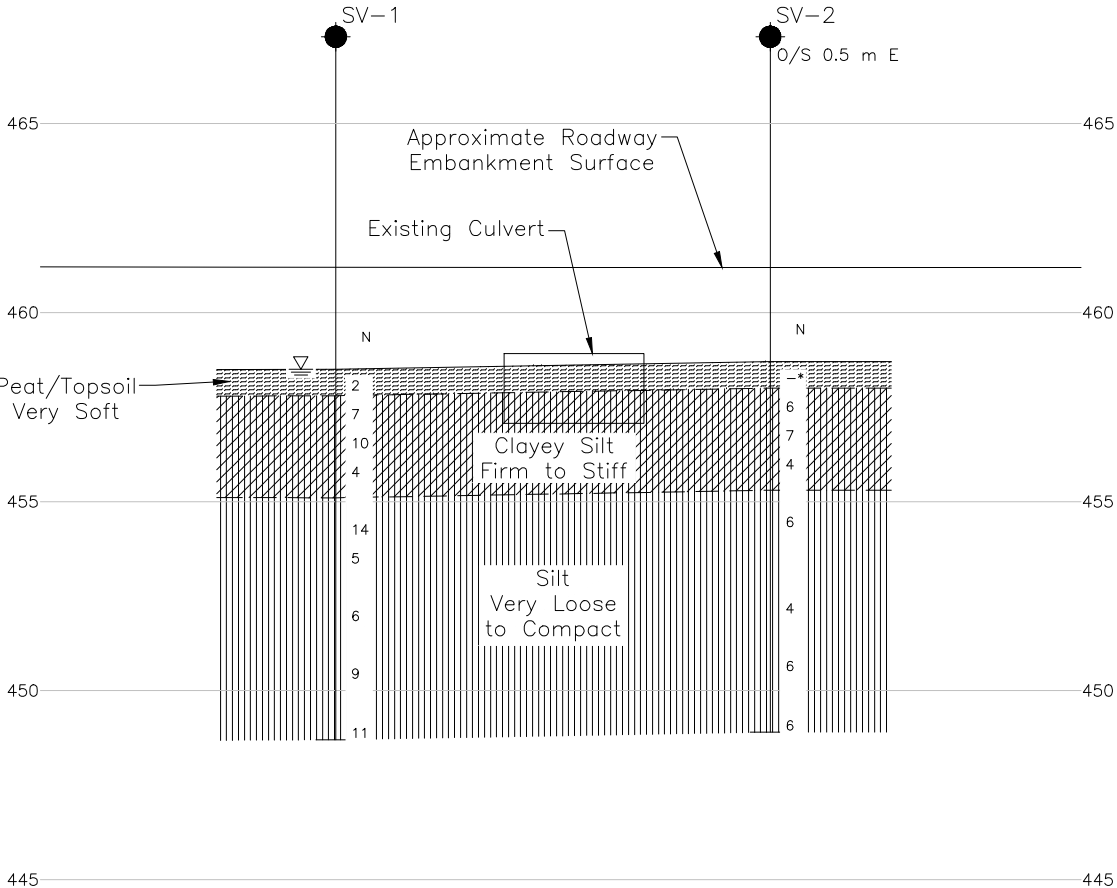 SV-1
SV-2
O/S 0.5 m E
465
465
Approximate Roadway
Embankment Surface
Existing Culvert
460
460
N
N
Peat/Topsoil
Very Soft
2
7
10
4
14
5
6
9
11
-*
6
7
4
6
4
6
6
Clayey Silt
Firm to Stiff
455
455
Silt
Very Loose
to Compact
450
450
445
445